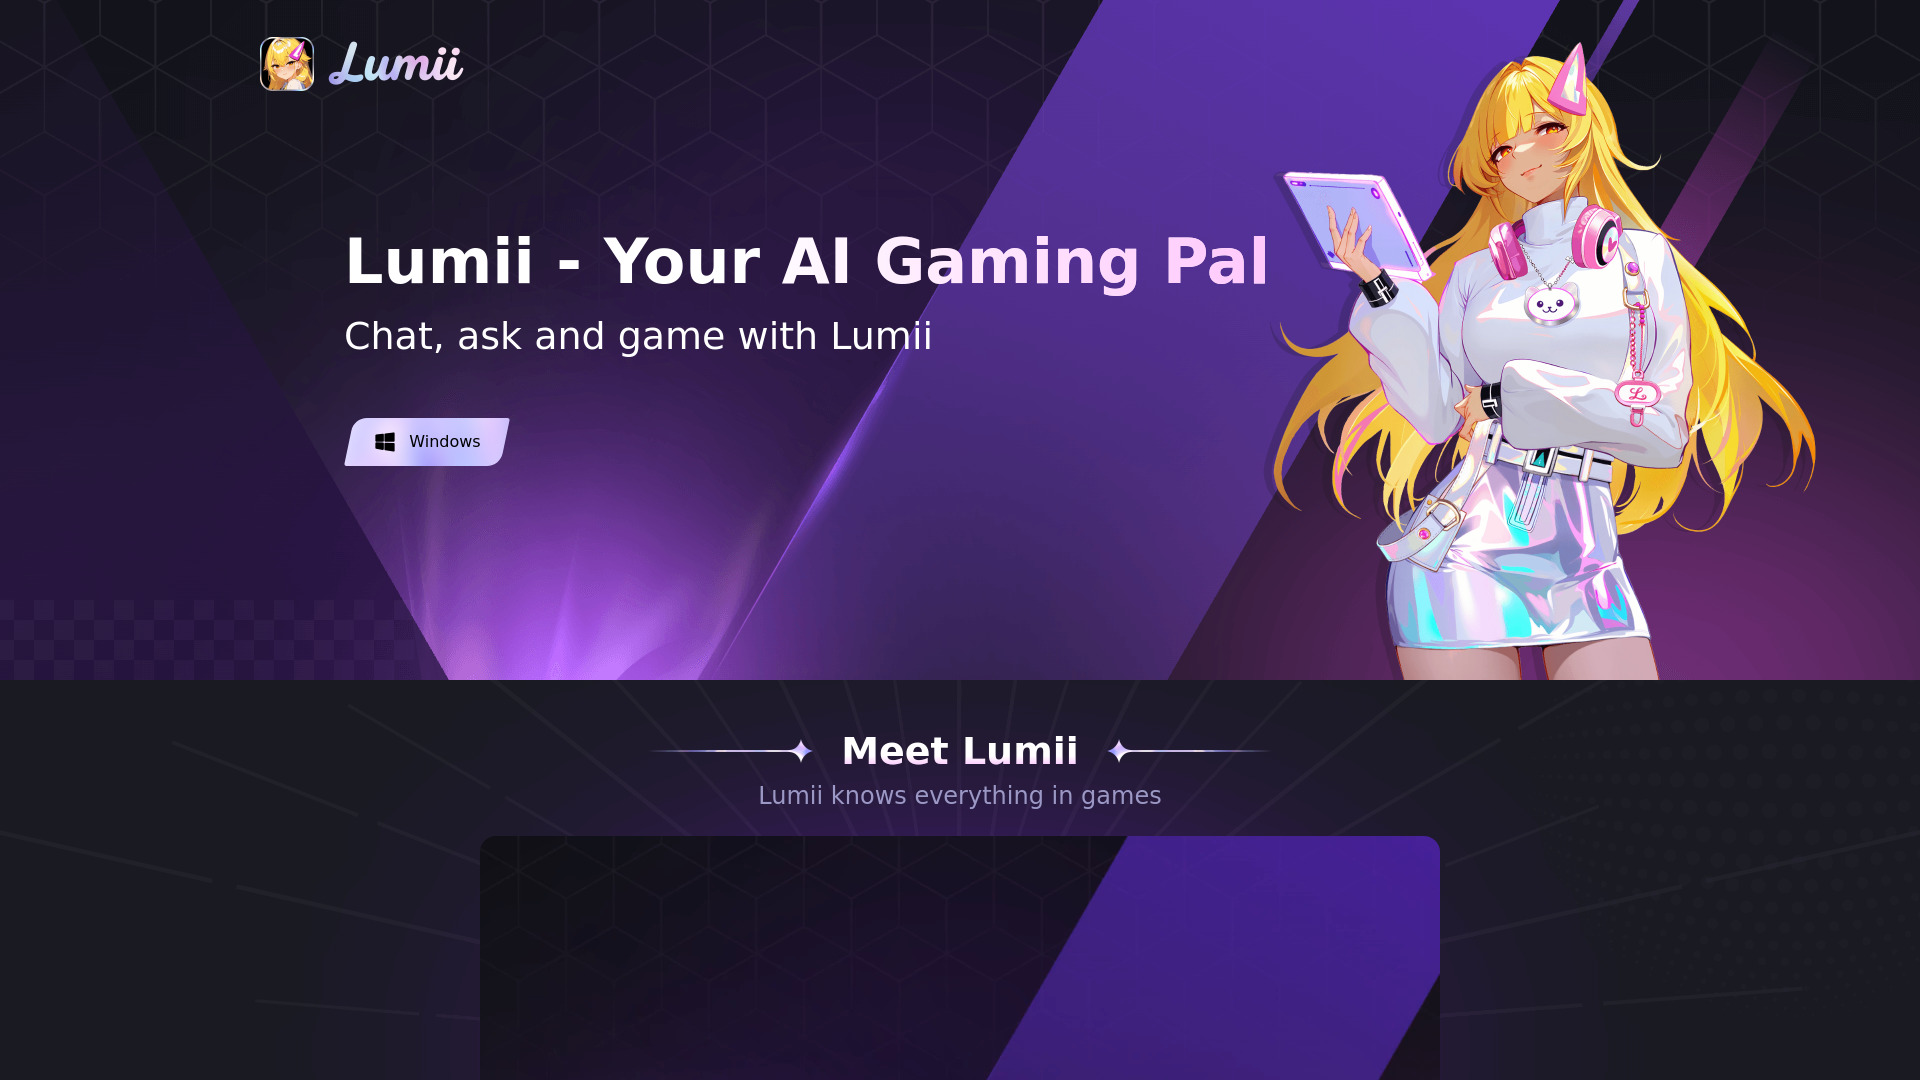 Lumii
Lumii - Your AI Gaming Pal
Chat, ask and game with Lumii
Windows
Meet Lumii
Lumii knows everything in games